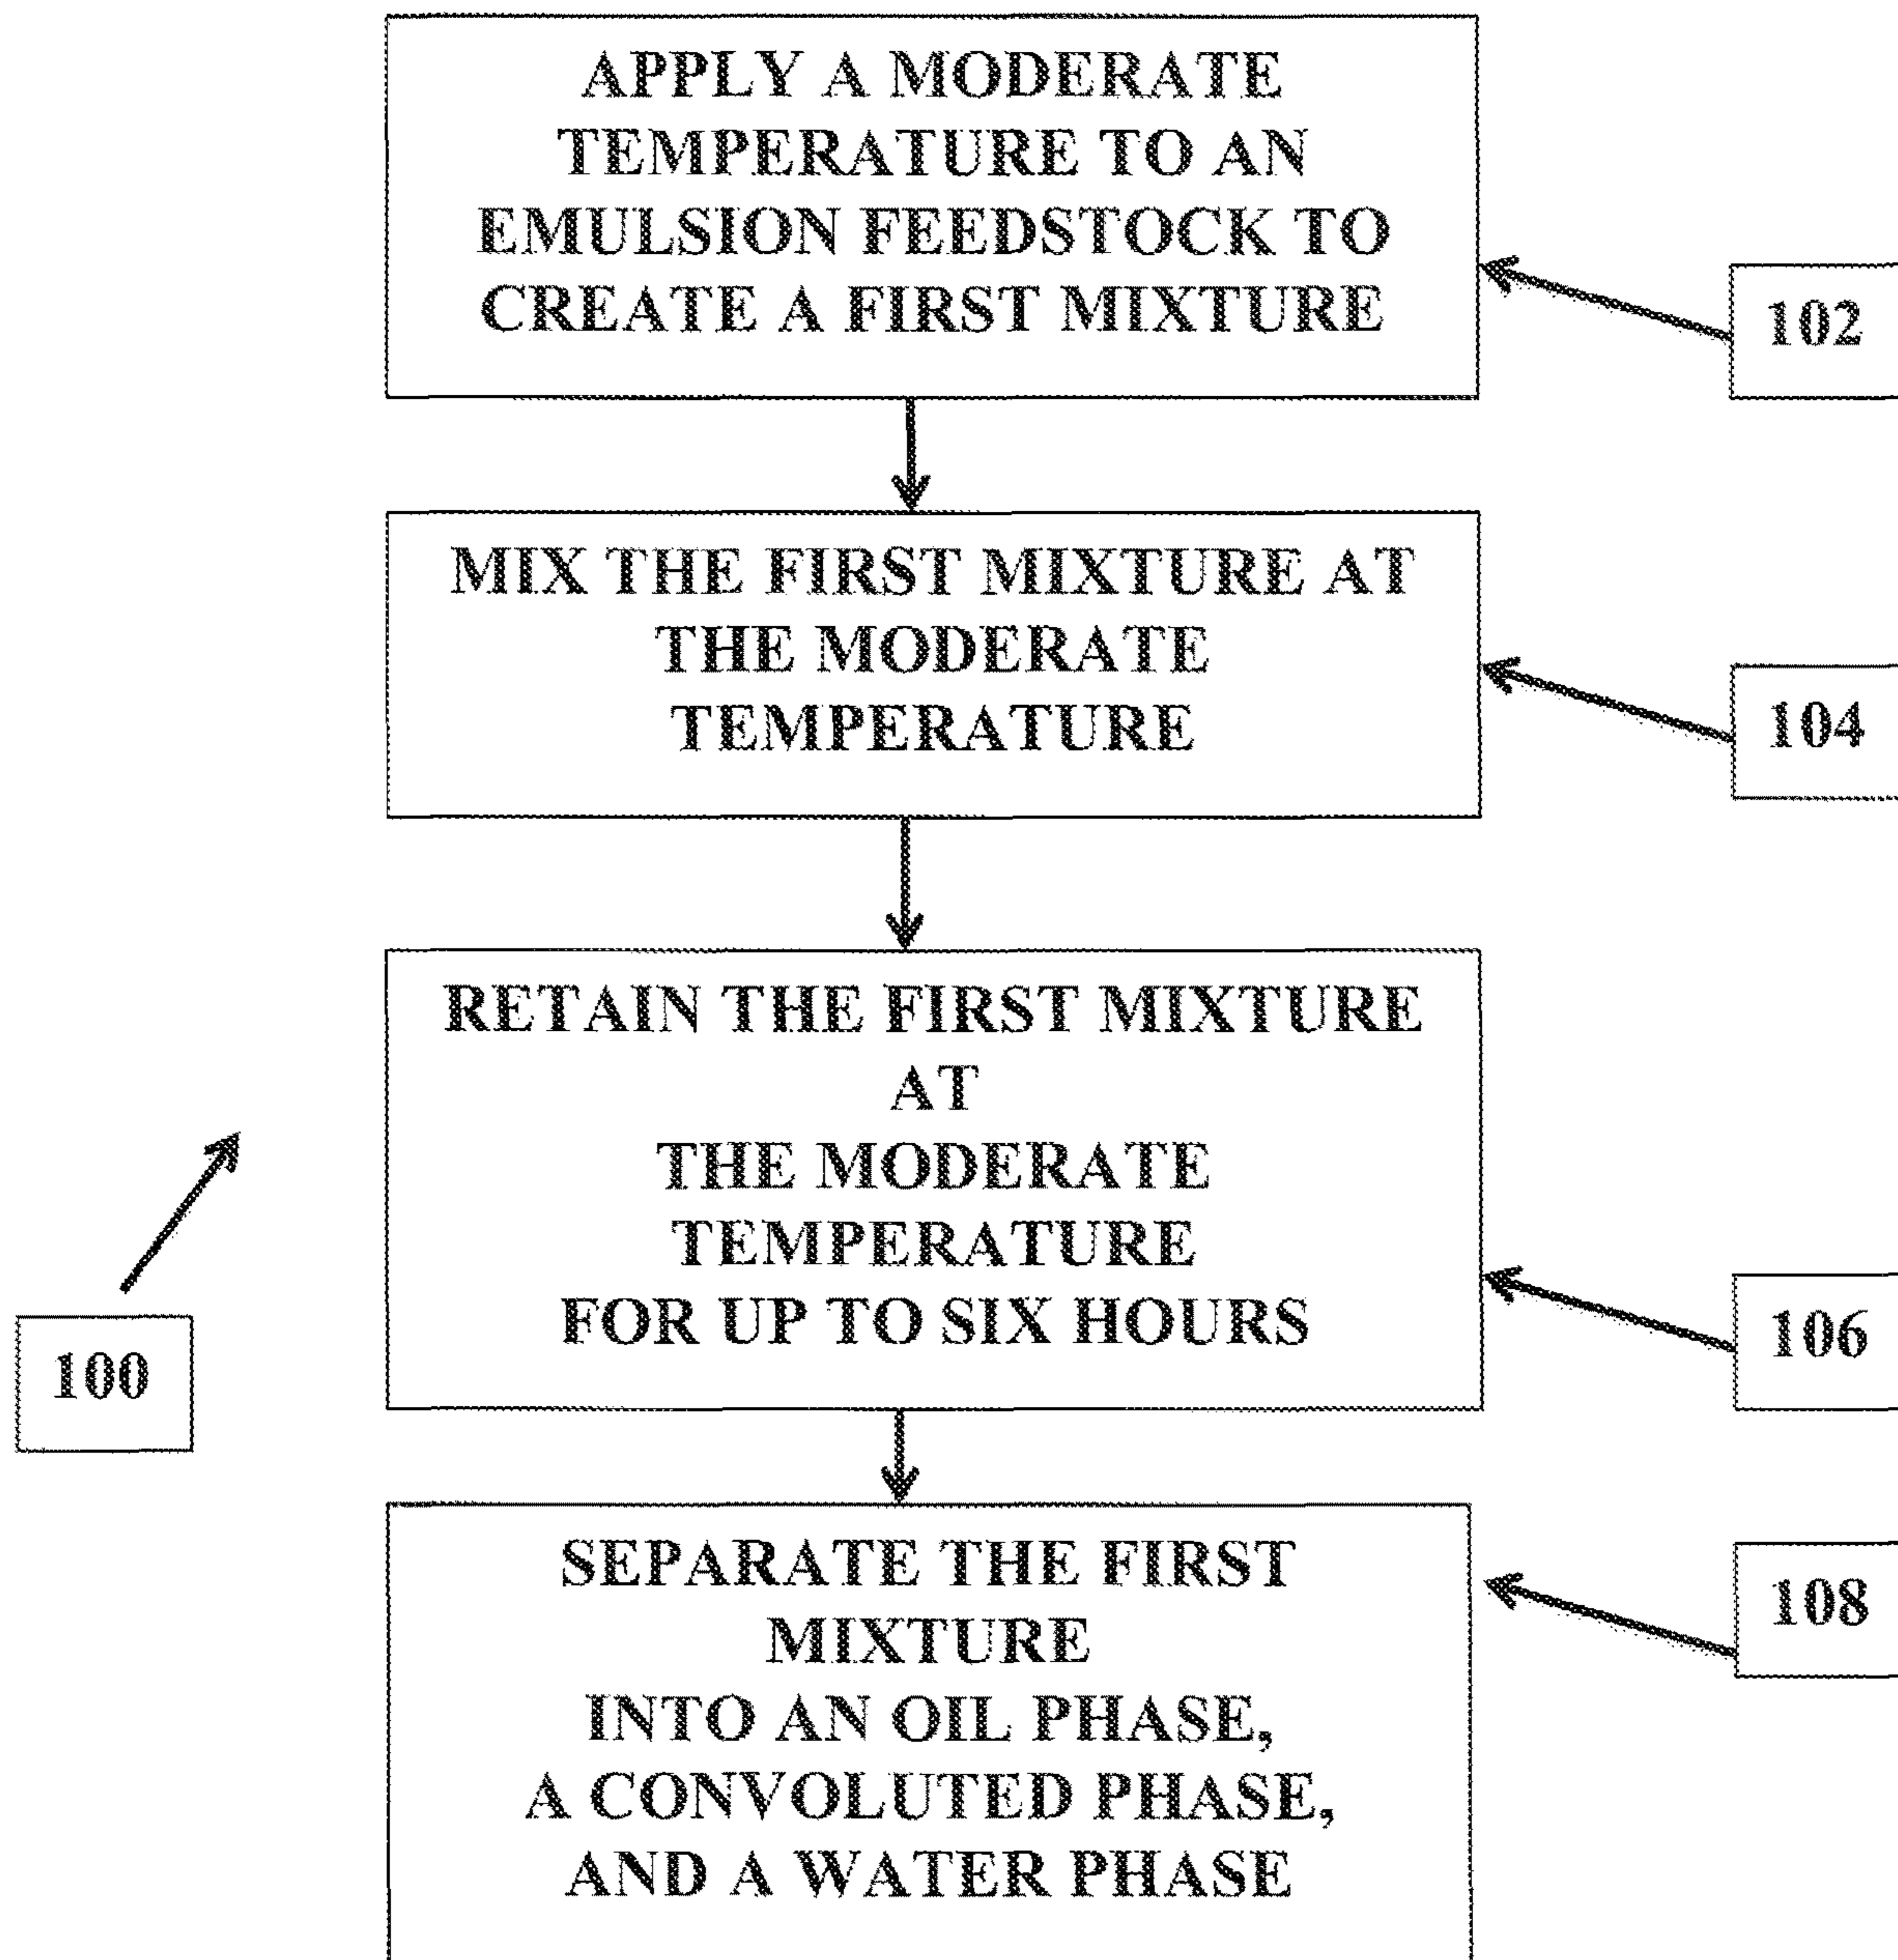 APPLY A MODERATE
TEMPERATURE TO AN
EMULSION FEEDSTOCK TO
CREATE A FIRST MIXTURE
102
MIX THE FIRST MIXTURE AT
THE MODERATE
TEMPERATURE
104
RETAIN THE FIRST MIXTURE
AT
THE MODERATE
TEMPERATURE
FOR UP TO SIX HOURS
106
100
SEPARATE THE FIRST
MIXTURE
INTO AN OIL PHASE,
A CONVOLUTED PHASE,
AND A WATER PHASE
108